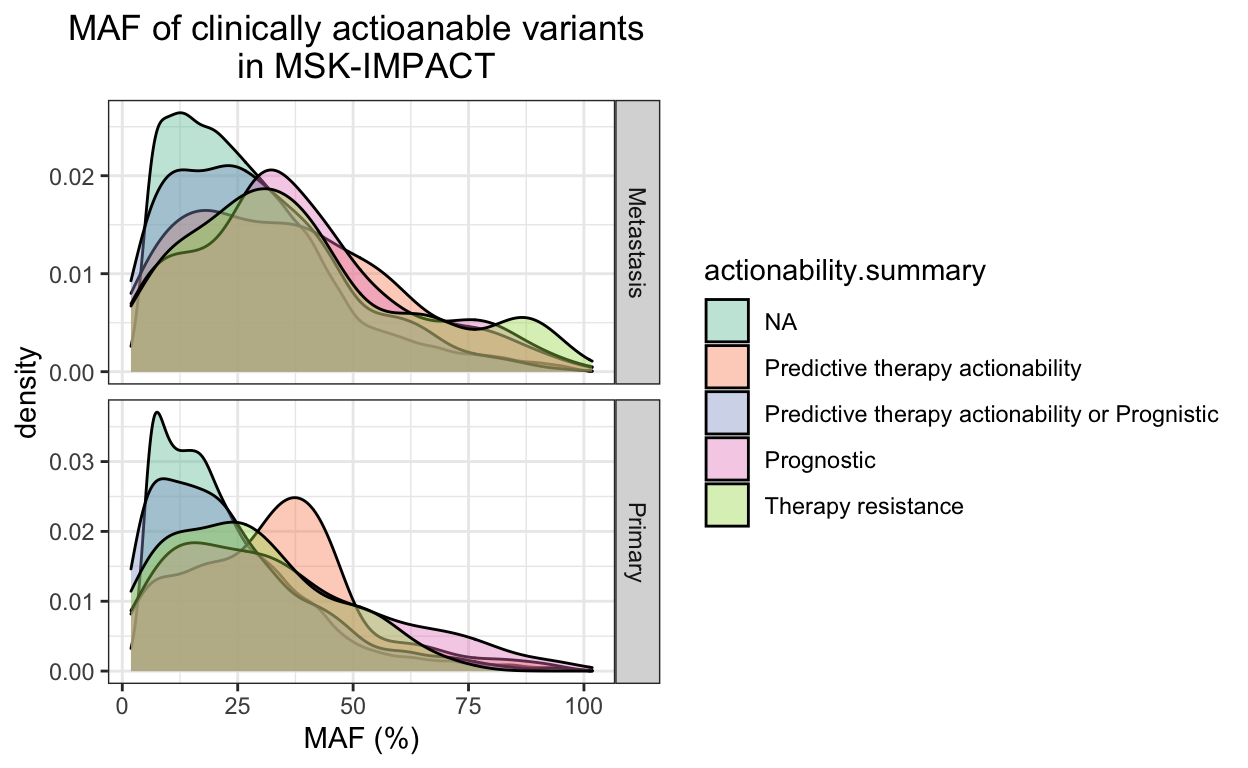 MAF of clinically actioanable variants
in MSK-IMPACT
0.02
0.01
0.00
Metastasis
0.03
0.02
0.01
0.00
Primary
density
0 25 50 75 100
MAF (%)
actionability.summary
NA
Predictive therapy actionability
Predictive therapy actionability or Prognistic
Prognostic
Therapy resistance